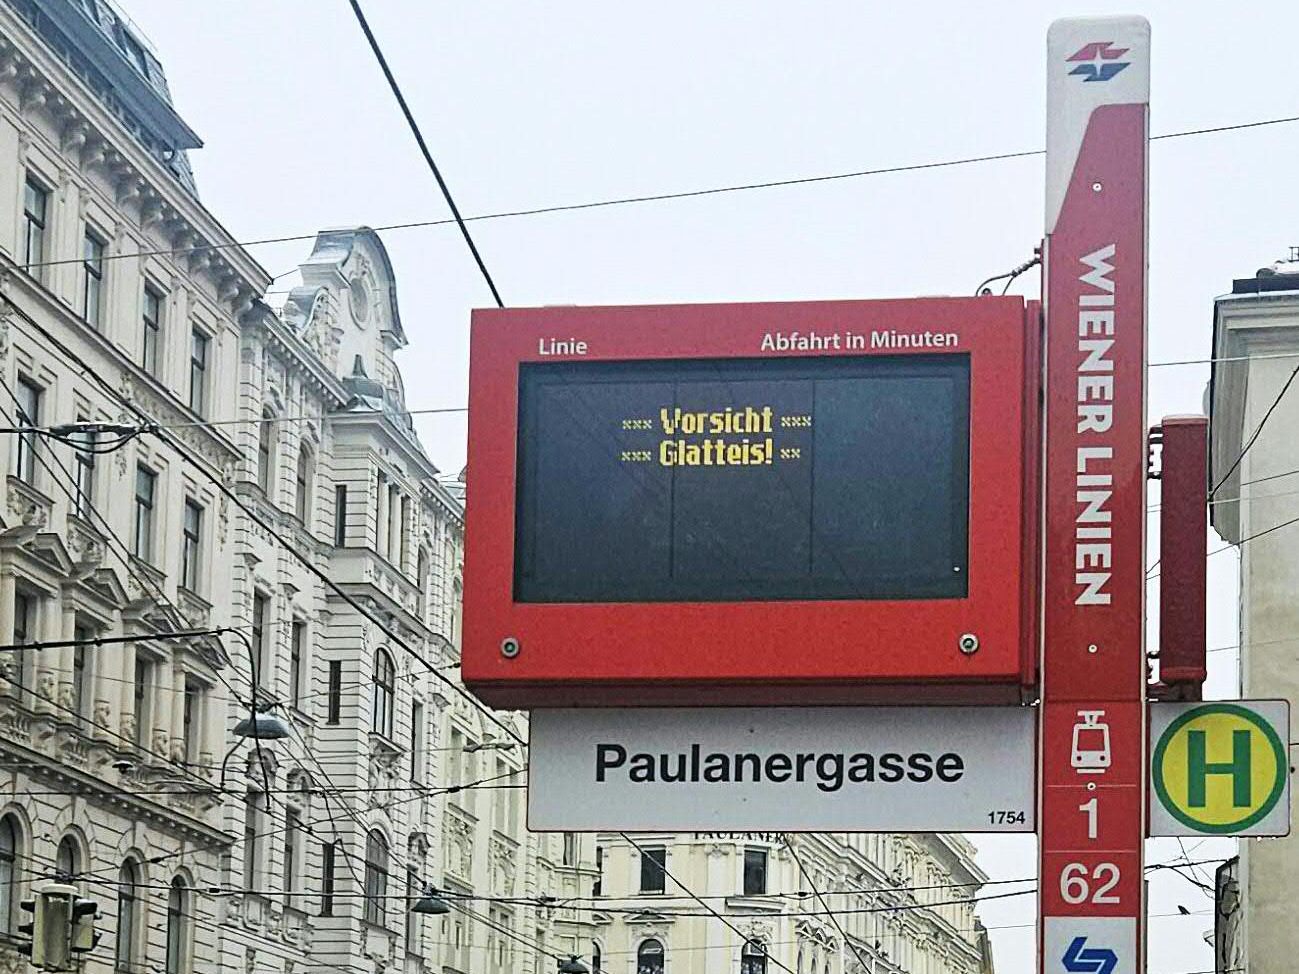 Linie Abfahrt in Minuten
*** Vorsicht ***
*** Glatteis! **
WIENER LINIEN
Paulanergasse
1754
H
1
62